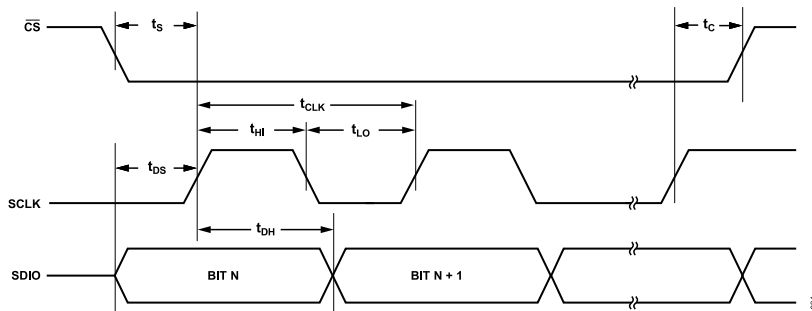 CS
tS
tC
tCLK
tHI
tLO
tDS
SCLK
tDH
SDIO
BIT N
BIT N + 1